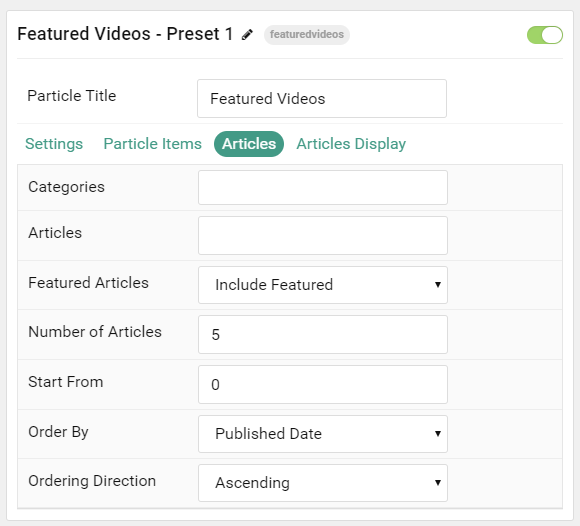 Featured Videos - Preset 1 featuredvideos
Particle Title Featured Videos
Settings Particle Items Articles Articles Display
Categories
Articles
Featured Articles Include Featured
Number of Articles 5
Start From 0
Order By Published Date
Ordering Direction Ascending